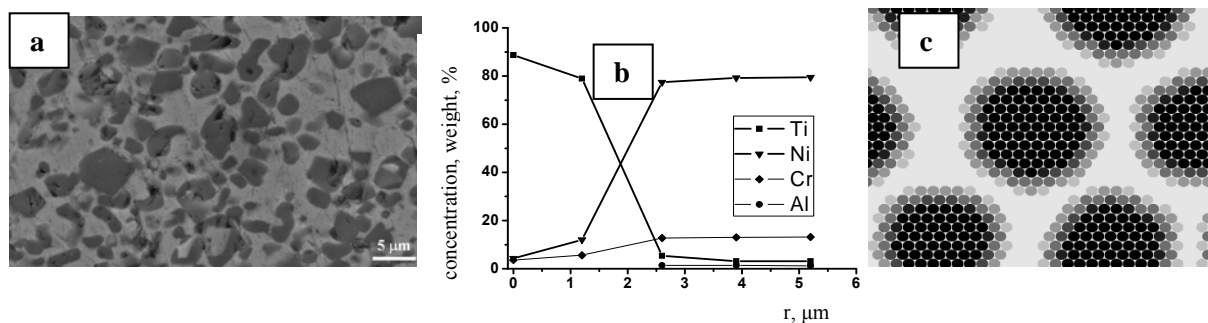 a
5 μm
b
concentration, weight, %
100
80
60
40
20
0
Ti
Ni
Cr
Al
0
1
2
3
4
5
6
r, μm
c